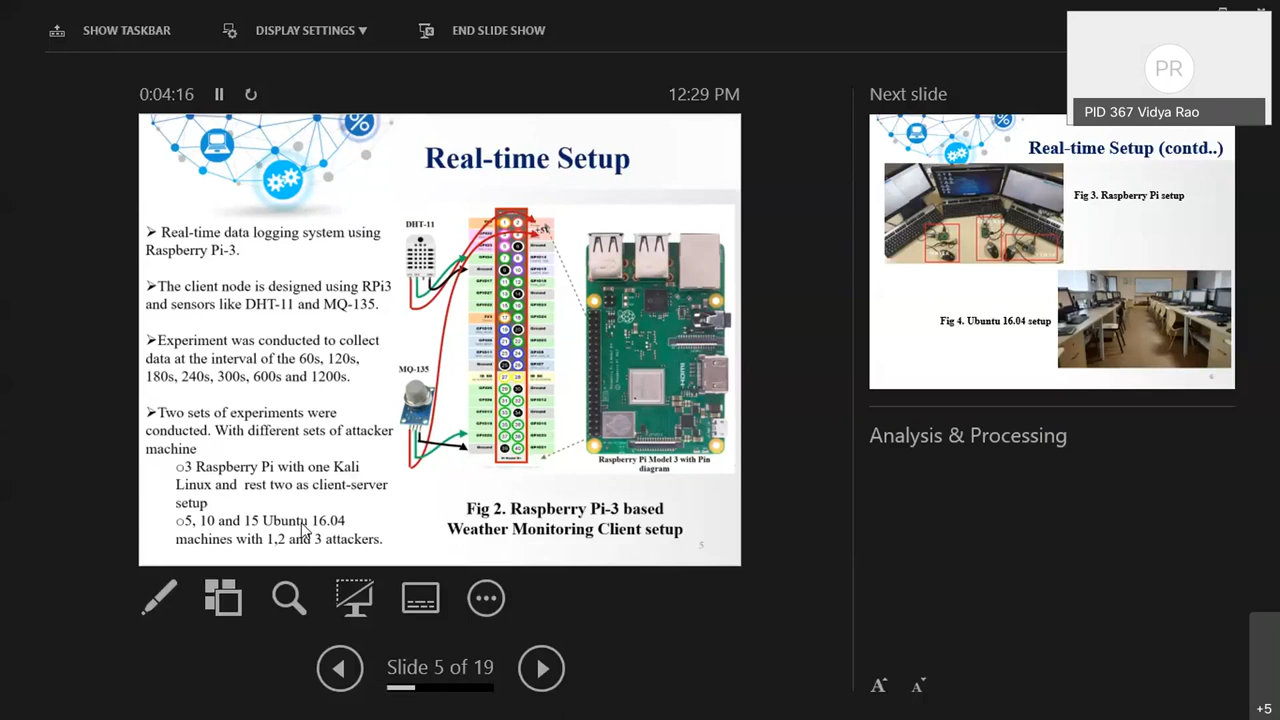 SHOW TASKBAR
DISPLAY SETTINGS ▼
END SLIDE SHOW
PR
PID 367 Vidya Rao
0:04:16
12:29 PM
Next slide
Real-time Setup
➢Real-time data logging system using
Raspberry Pi-3.
➢The client node is designed using RPi3
and sensors like DHT-11 and MQ-135.
➢Experiment was conducted to collect
data at the interval of the 60s, 120s,
180s, 240s, 300s, 600s and 1200s.
➢Two sets of experiments were
conducted. With different sets of attacker
machine
○3 Raspberry Pi with one Kali
Linux and rest two as client-server
setup
○5, 10 and 15 Ubuntu 16.04
machines with 1,2 and 3 attackers.
DHT-11
+5V
MQ-135
Raspberry Pi Model 3 with Pin
diagram
Fig 2. Raspberry Pi-3 based
Weather Monitoring Client setup
5
Real-time Setup (contd..)
Fig 3. Raspberry Pi setup
Fig 4. Ubuntu 16.04 setup
6
Analysis & Processing
Slide 5 of 19
A
A
+5